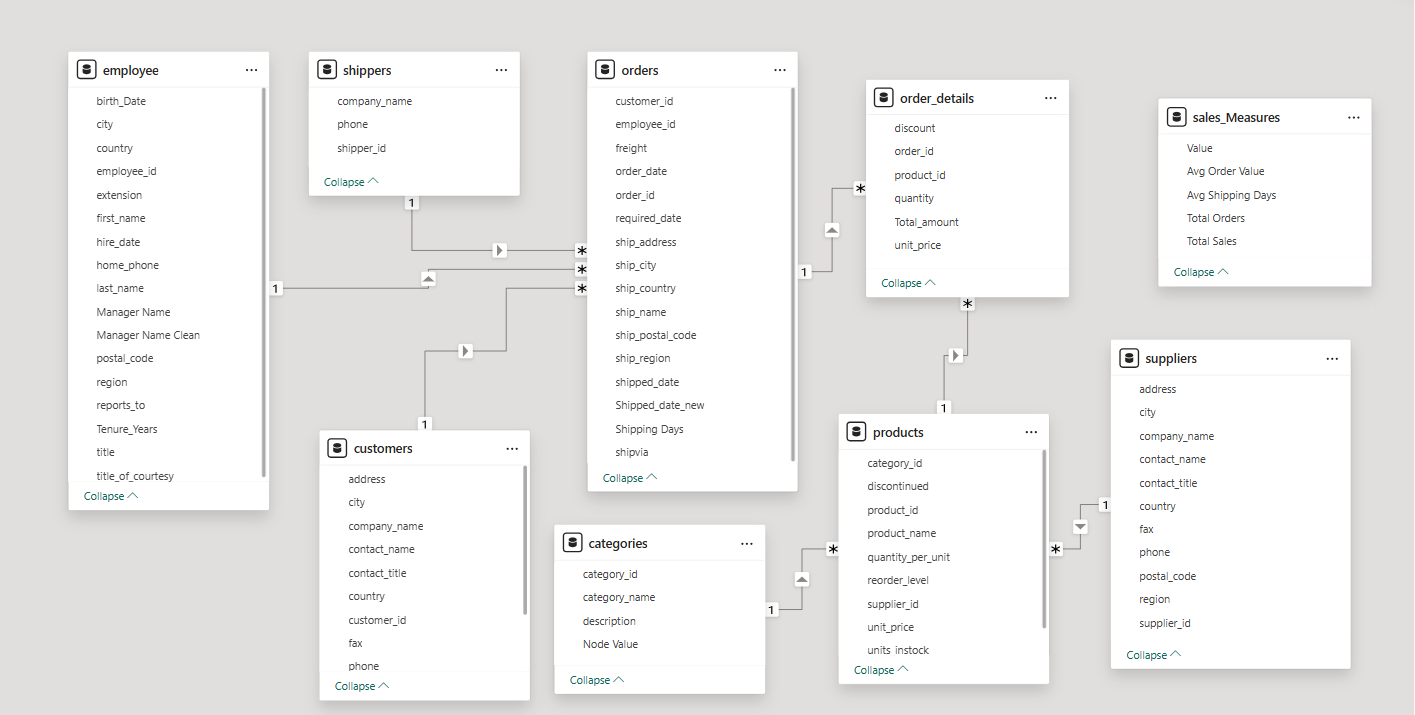 employee
birth_Date
city
country
employee_id
extension
first_name
hire_date
home_phone
last_name
Manager Name
Manager Name Clean
postal_code
region
reports_to
Tenure_Years
title
title_of_courtesy
Collapse
shippers
company_name
phone
shipper_id
Collapse
orders
customer_id
employee_id
freight
order_date
order_id
required_date
ship_address
ship_city
ship_country
ship_name
ship_postal_code
ship_region
shipped_date
Shipped_date_new
Shipping Days
shipvia
Collapse
order_details
discount
order_id
product_id
quantity
Total_amount
unit_price
Collapse
sales_Measures
Value
Avg Order Value
Avg Shipping Days
Total Orders
Total Sales
Collapse
customers
address
city
company_name
contact_name
contact_title
country
customer_id
fax
phone
Collapse
categories
category_id
category_name
description
Node Value
Collapse
products
category_id
discontinued
product_id
product_name
quantity_per_unit
reorder_level
supplier_id
unit_price
units_instock
Collapse
suppliers
address
city
company_name
contact_name
contact_title
country
fax
phone
postal_code
region
supplier_id
Collapse
1
*
1
*
1
*
1
*
1
*
1
*
1
*